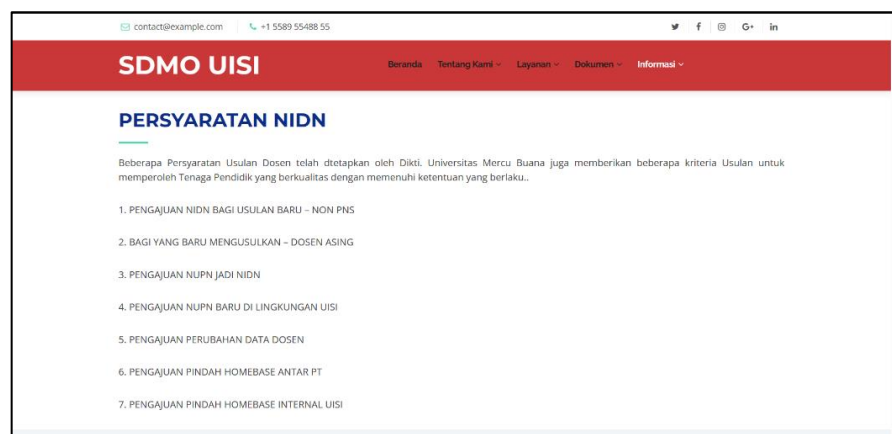 contact@example.com +1 5589 55488 55
SDMO UISI
Beranda Tentang Kami Layanan Dokumen Informasi
PERSYARATAN NIDN
Beberapa Persyaratan Usulan Dosen telah dtetapkan oleh Dikti. Universitas Mercu Buana juga memberikan beberapa kriteria Usulan untuk
memperoleh Tenaga Pendidik yang berkualitas dengan memenuhi ketentuan yang berlaku..
1. PENGAJUAN NIDN BAGI USULAN BARU – NON PNS
2. BAGI YANG BARU MENGUSULKAN – DOSEN ASING
3. PENGAJUAN NUPN JADI NIDN
4. PENGAJUAN NUPN BARU DI LINGKUNGAN UISI
5. PENGAJUAN PERUBAHAN DATA DOSEN
6. PENGAJUAN PINDAH HOMEBASE ANTAR PT
7. PENGAJUAN PINDAH HOMEBASE INTERNAL UISI